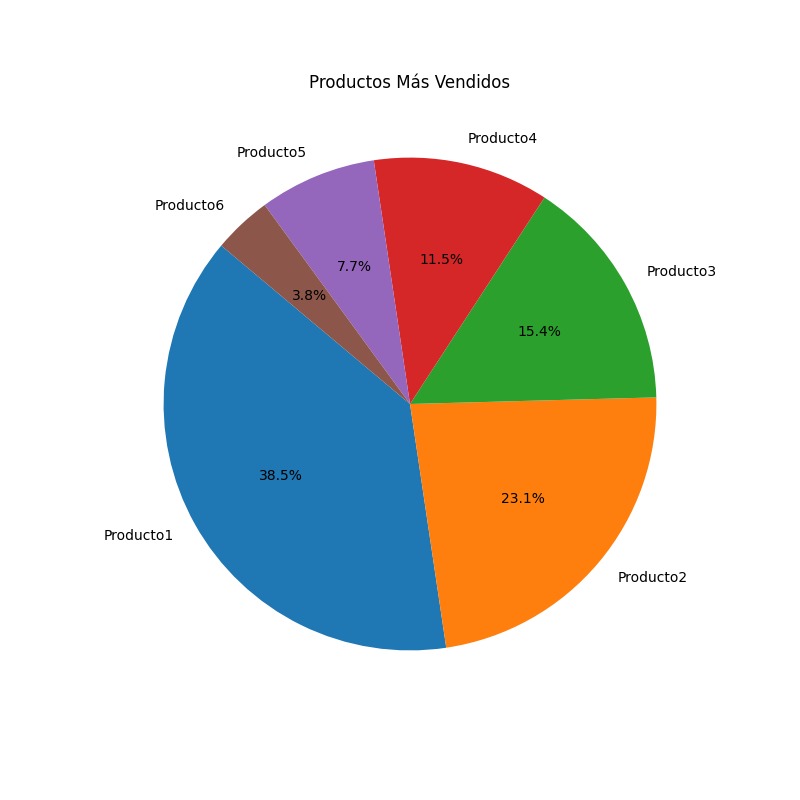 Productos Más Vendidos
Producto4
Producto5
Producto6
Producto3
7.7%
11.5%
3.8%
15.4%
38.5%
23.1%
Producto1
Producto2